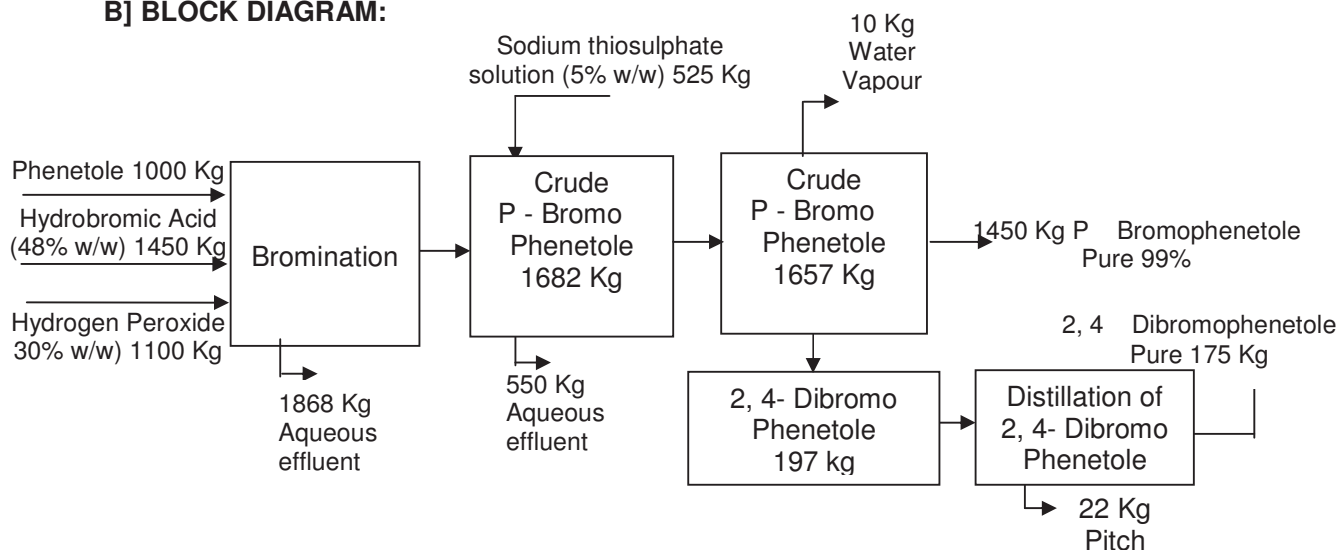 B] BLOCK DIAGRAM:
Sodium thiosulphate
solution (5% w/w) 525 Kg
10 Kg
Water
Vapour
Phenetole 1000 Kg
Hydrobromic Acid
(48% w/w) 1450 Kg
Hydrogen Peroxide
30% w/w) 1100 Kg
Bromination
1868 Kg
Aqueous
effluent
Crude
P - Bromo
Phenetole
1682 Kg
550 Kg
Aqueous
effluent
Crude
P - Bromo
Phenetole
1657 Kg
1450 Kg P Bromophenetole
Pure 99%
2, 4 Dibromophenetole
Pure 175 Kg
2, 4- Dibromo
Phenetole
197 kg
Distillation of
2, 4- Dibromo
Phenetole
22 Kg
Pitch